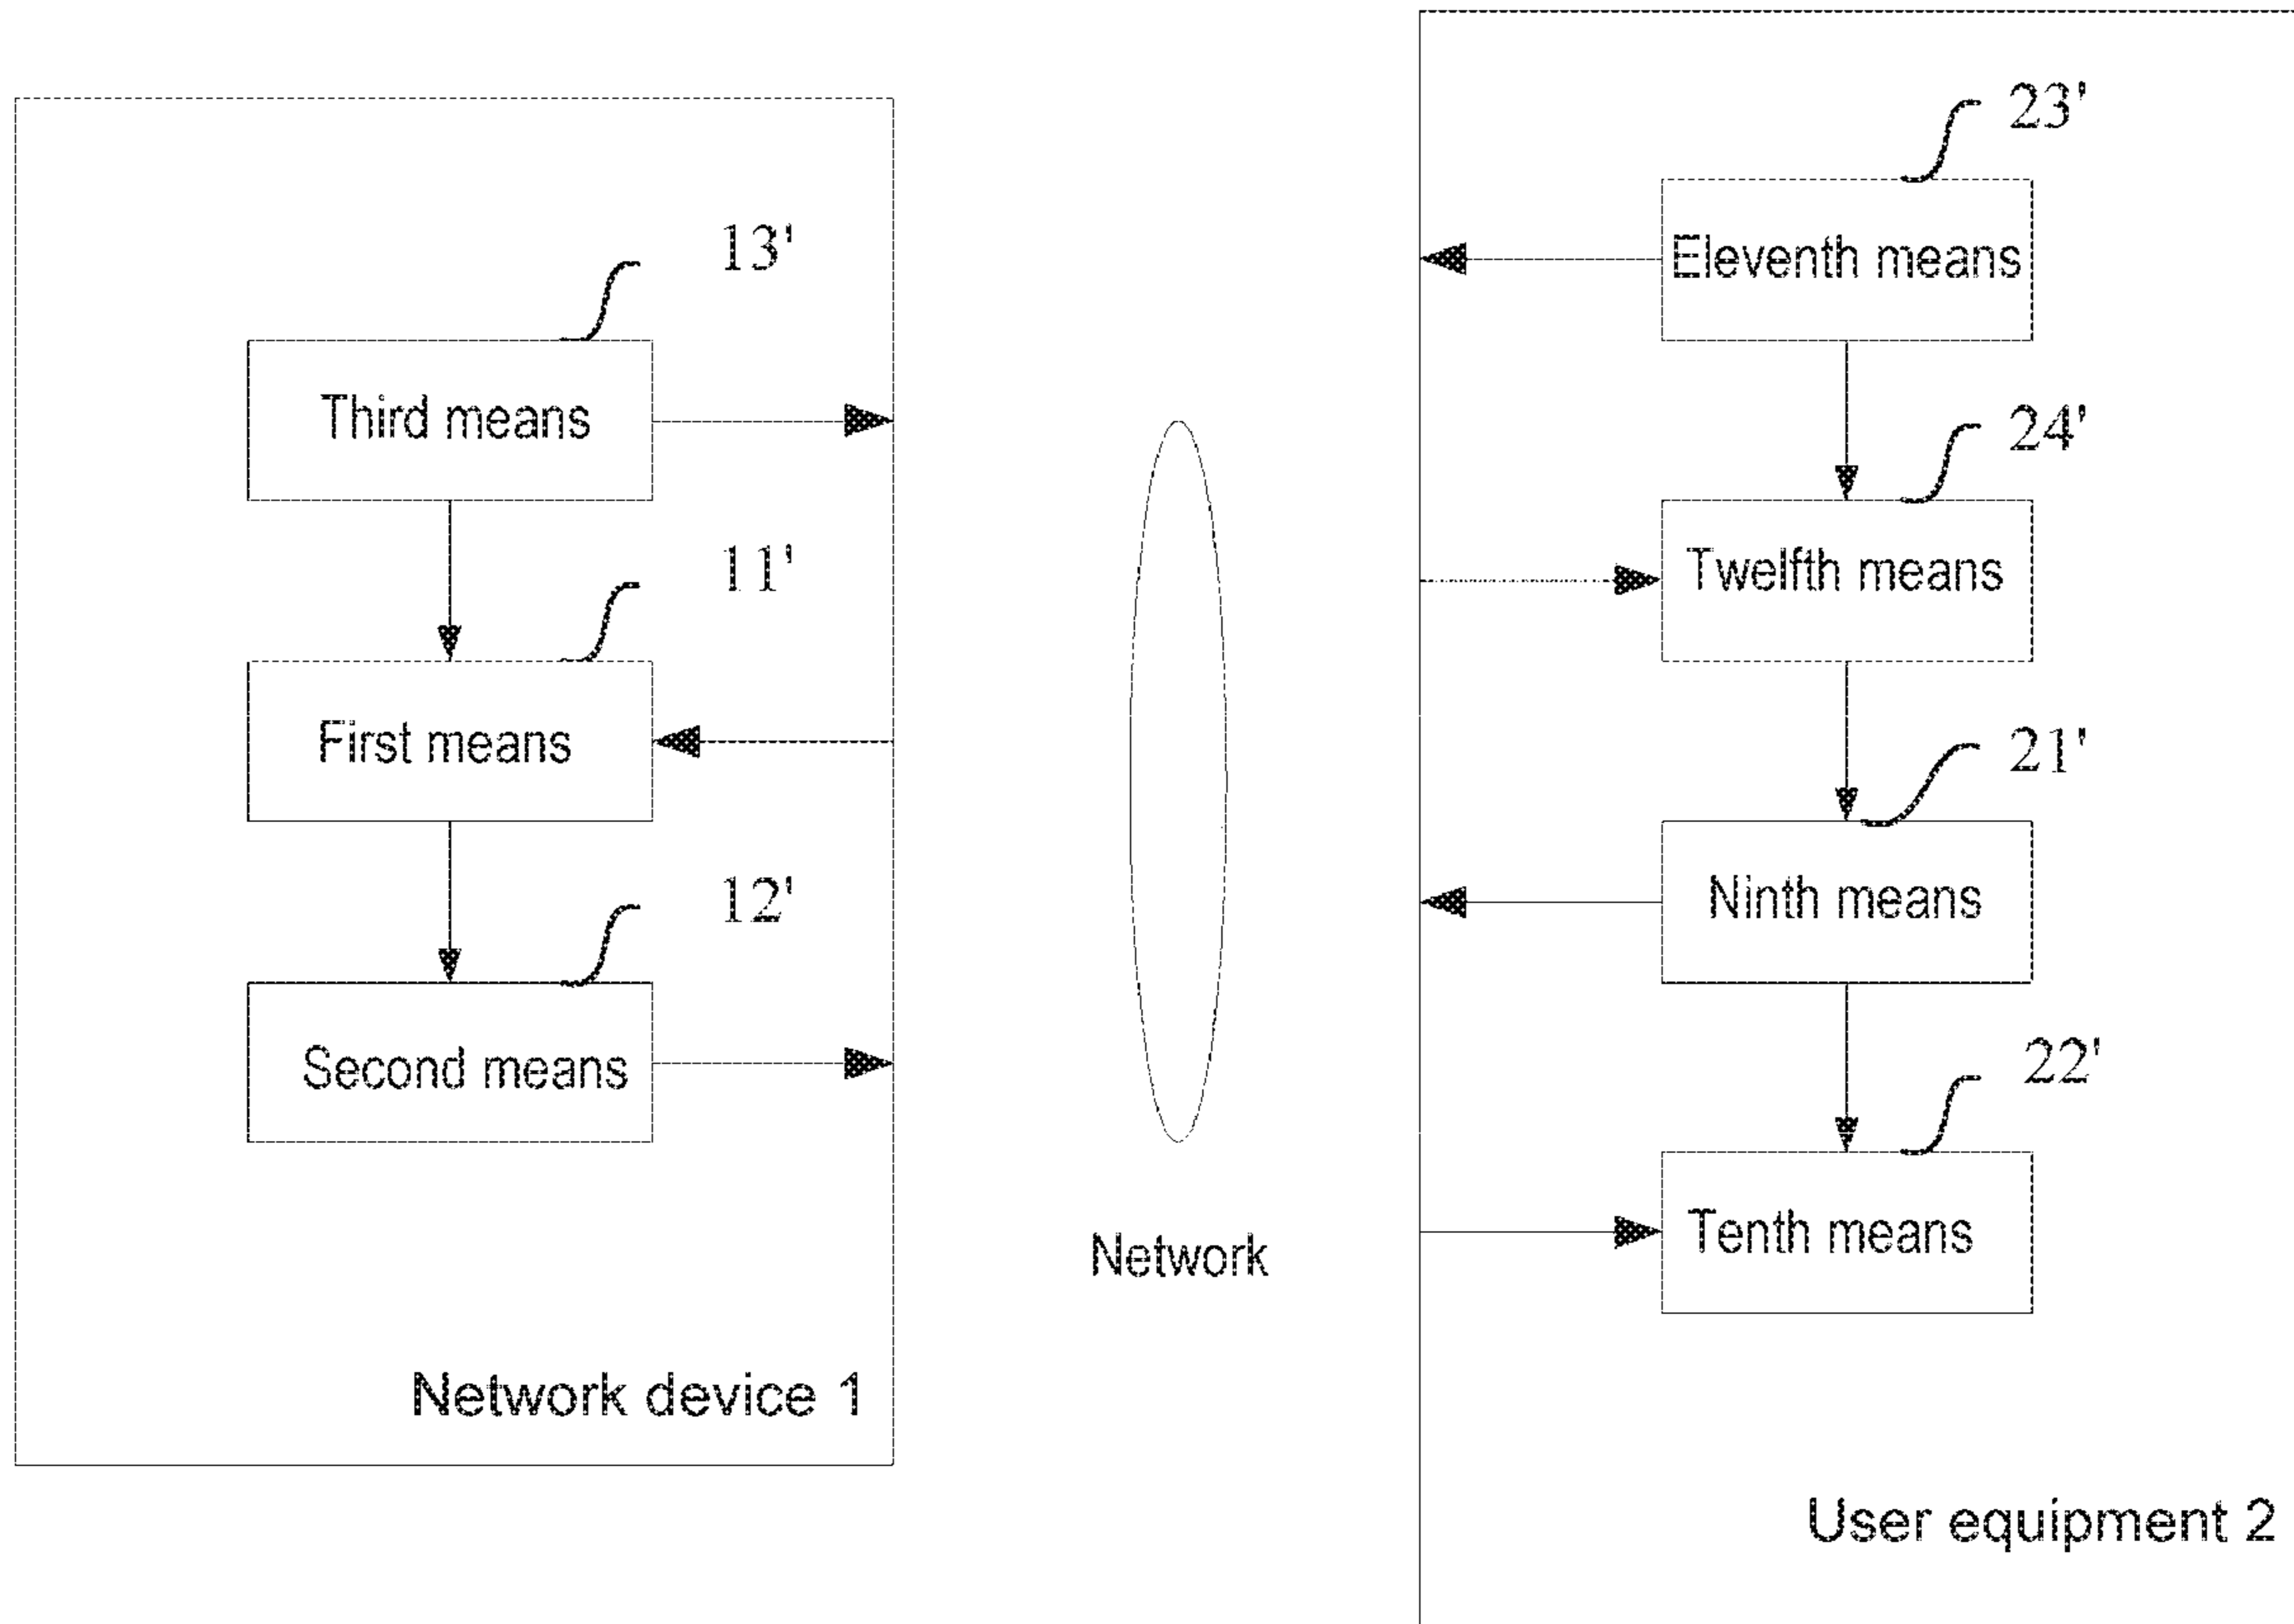 13'
Third means
11'
First means
12'
Second means
Network device 1
Network
23'
Eleventh means
24'
Twelfth means
21'
Ninth means
22'
Tenth means
User equipment 2